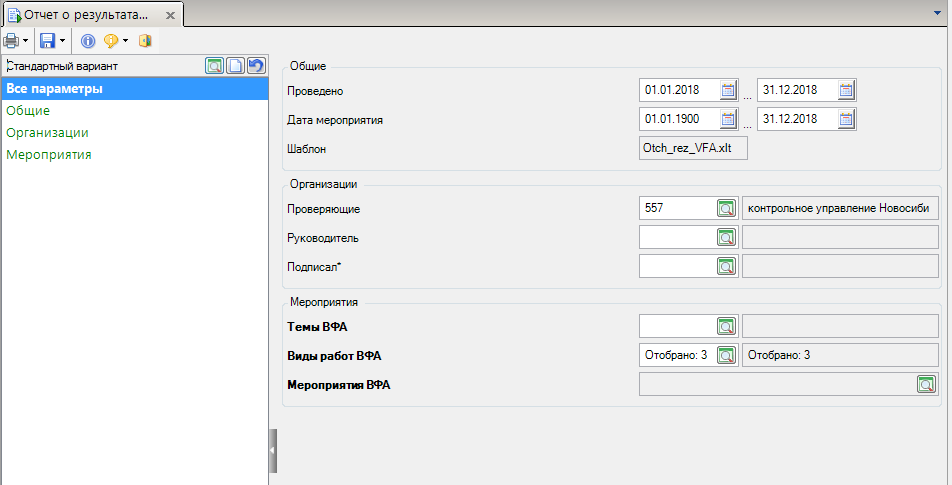 Отчет о результата...
Стандартный вариант
Все параметры
Общие
Организации
Мероприятия
Общие
Проведено 01.01.2018 ... 31.12.2018
Дата мероприятия 01.01.1900 ... 31.12.2018
Шаблон Otch_rez_VFA.xlt
Организации
Проверяющие 557 контрольное управление Новосиби
Руководитель
Подписал*
Мероприятия
Темы ВФА
Виды работ ВФА Отобрано: 3 Отобрано: 3
Мероприятия ВФА